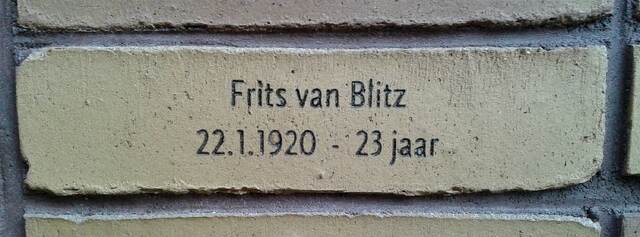 Frits van Blitz
22.1.1920 - 23 jaar